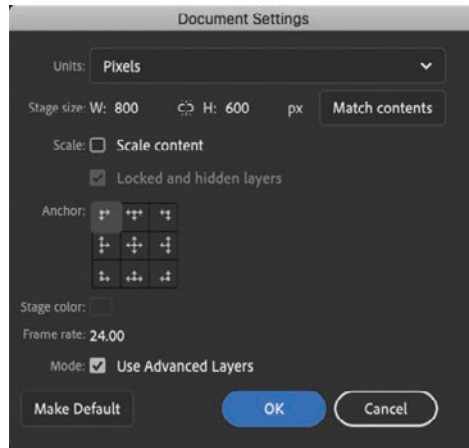 Document Settings
Units: Pixels
Stage size: W: 800 H: 600 px Match contents
Scale: Scale content
Locked and hidden layers
Anchor:
Stage color:
Frame rate: 24.00
Mode: Use Advanced Layers
Make Default OK Cancel